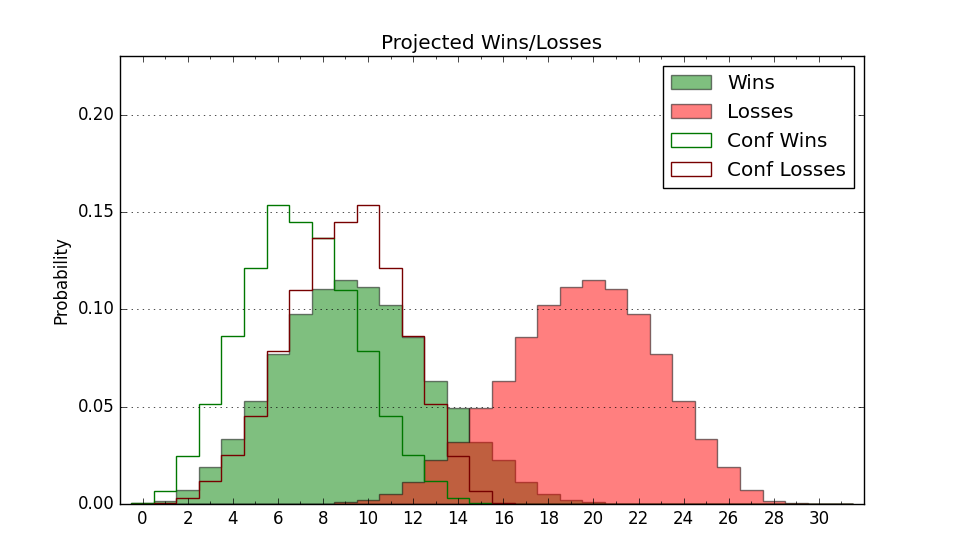 Projected Wins/Losses
Wins
Losses
Conf Wins
Conf Losses
Probability
0.20
0.15
0.10
0.05
0.00
0 2 4 6 8 10 12 14 16 18 20 22 24 26 28 30